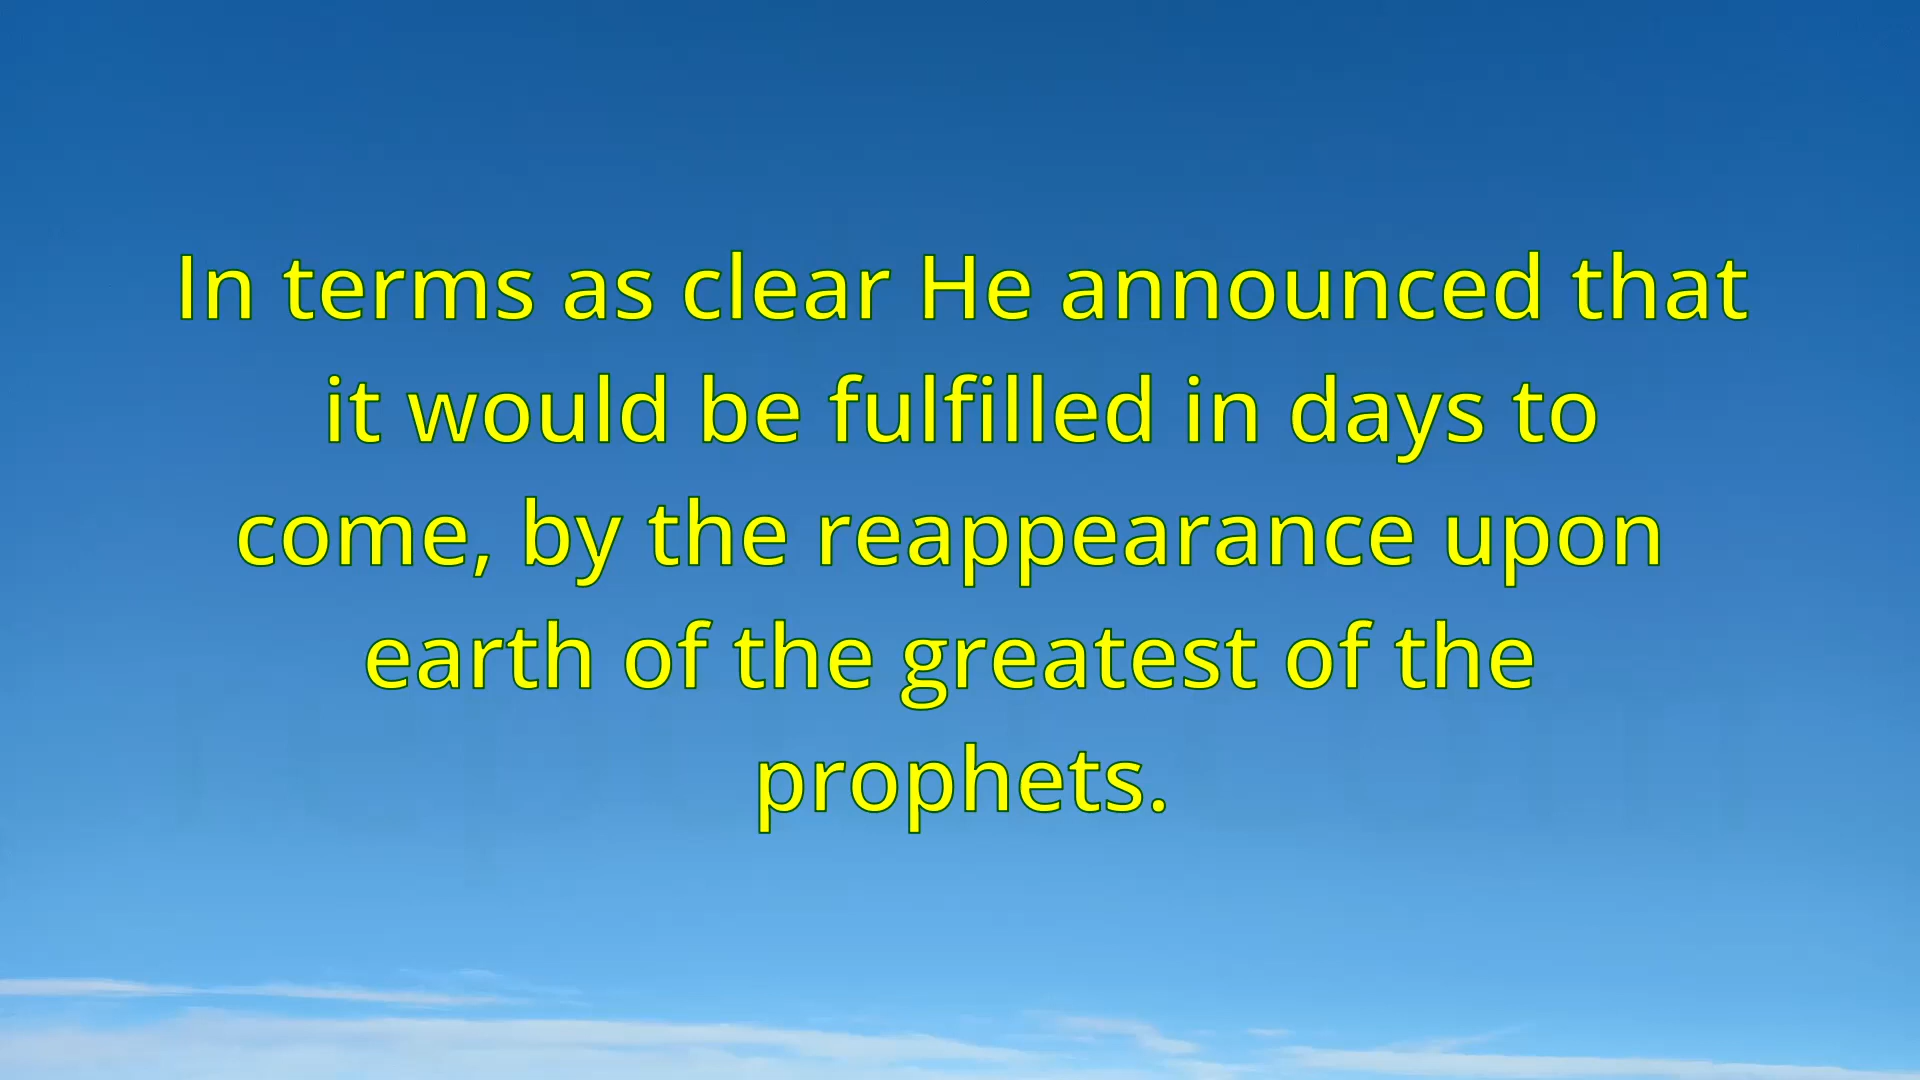 In terms as clear He announced that
it would be fulfilled in days to
come, by the reappearance upon
earth of the greatest of the
prophets.